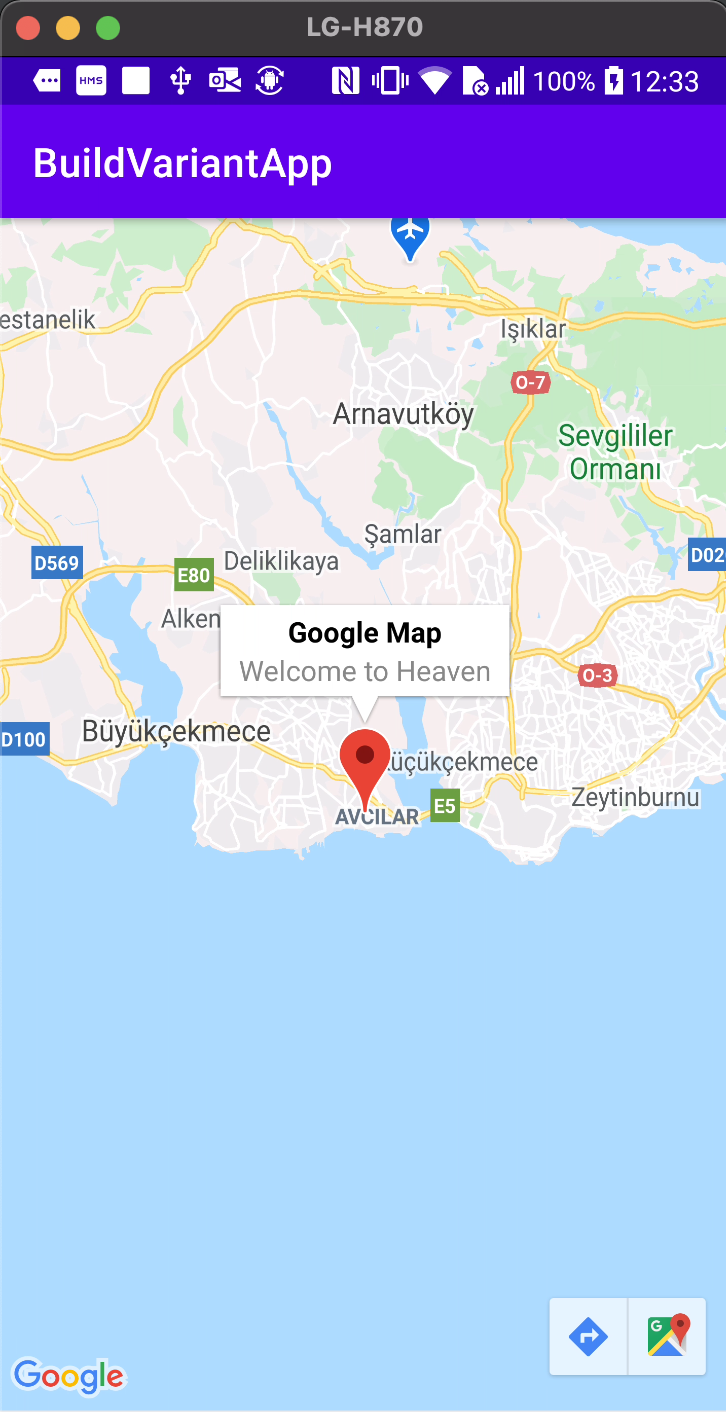 LG-H870
HMS
100% 12:33
BuildVariantApp
estanelik
Işıklar
O-7
Arnavutköy
Sevgililer
Ormanı
Şamlar
D569
E80
Deliklikaya
D02
Alken
Google Map
Welcome to Heaven
O-3
D100
Büyükçekmece
üçükçekmece
Zeytinburnu
E5
AVCILAR
G
Google